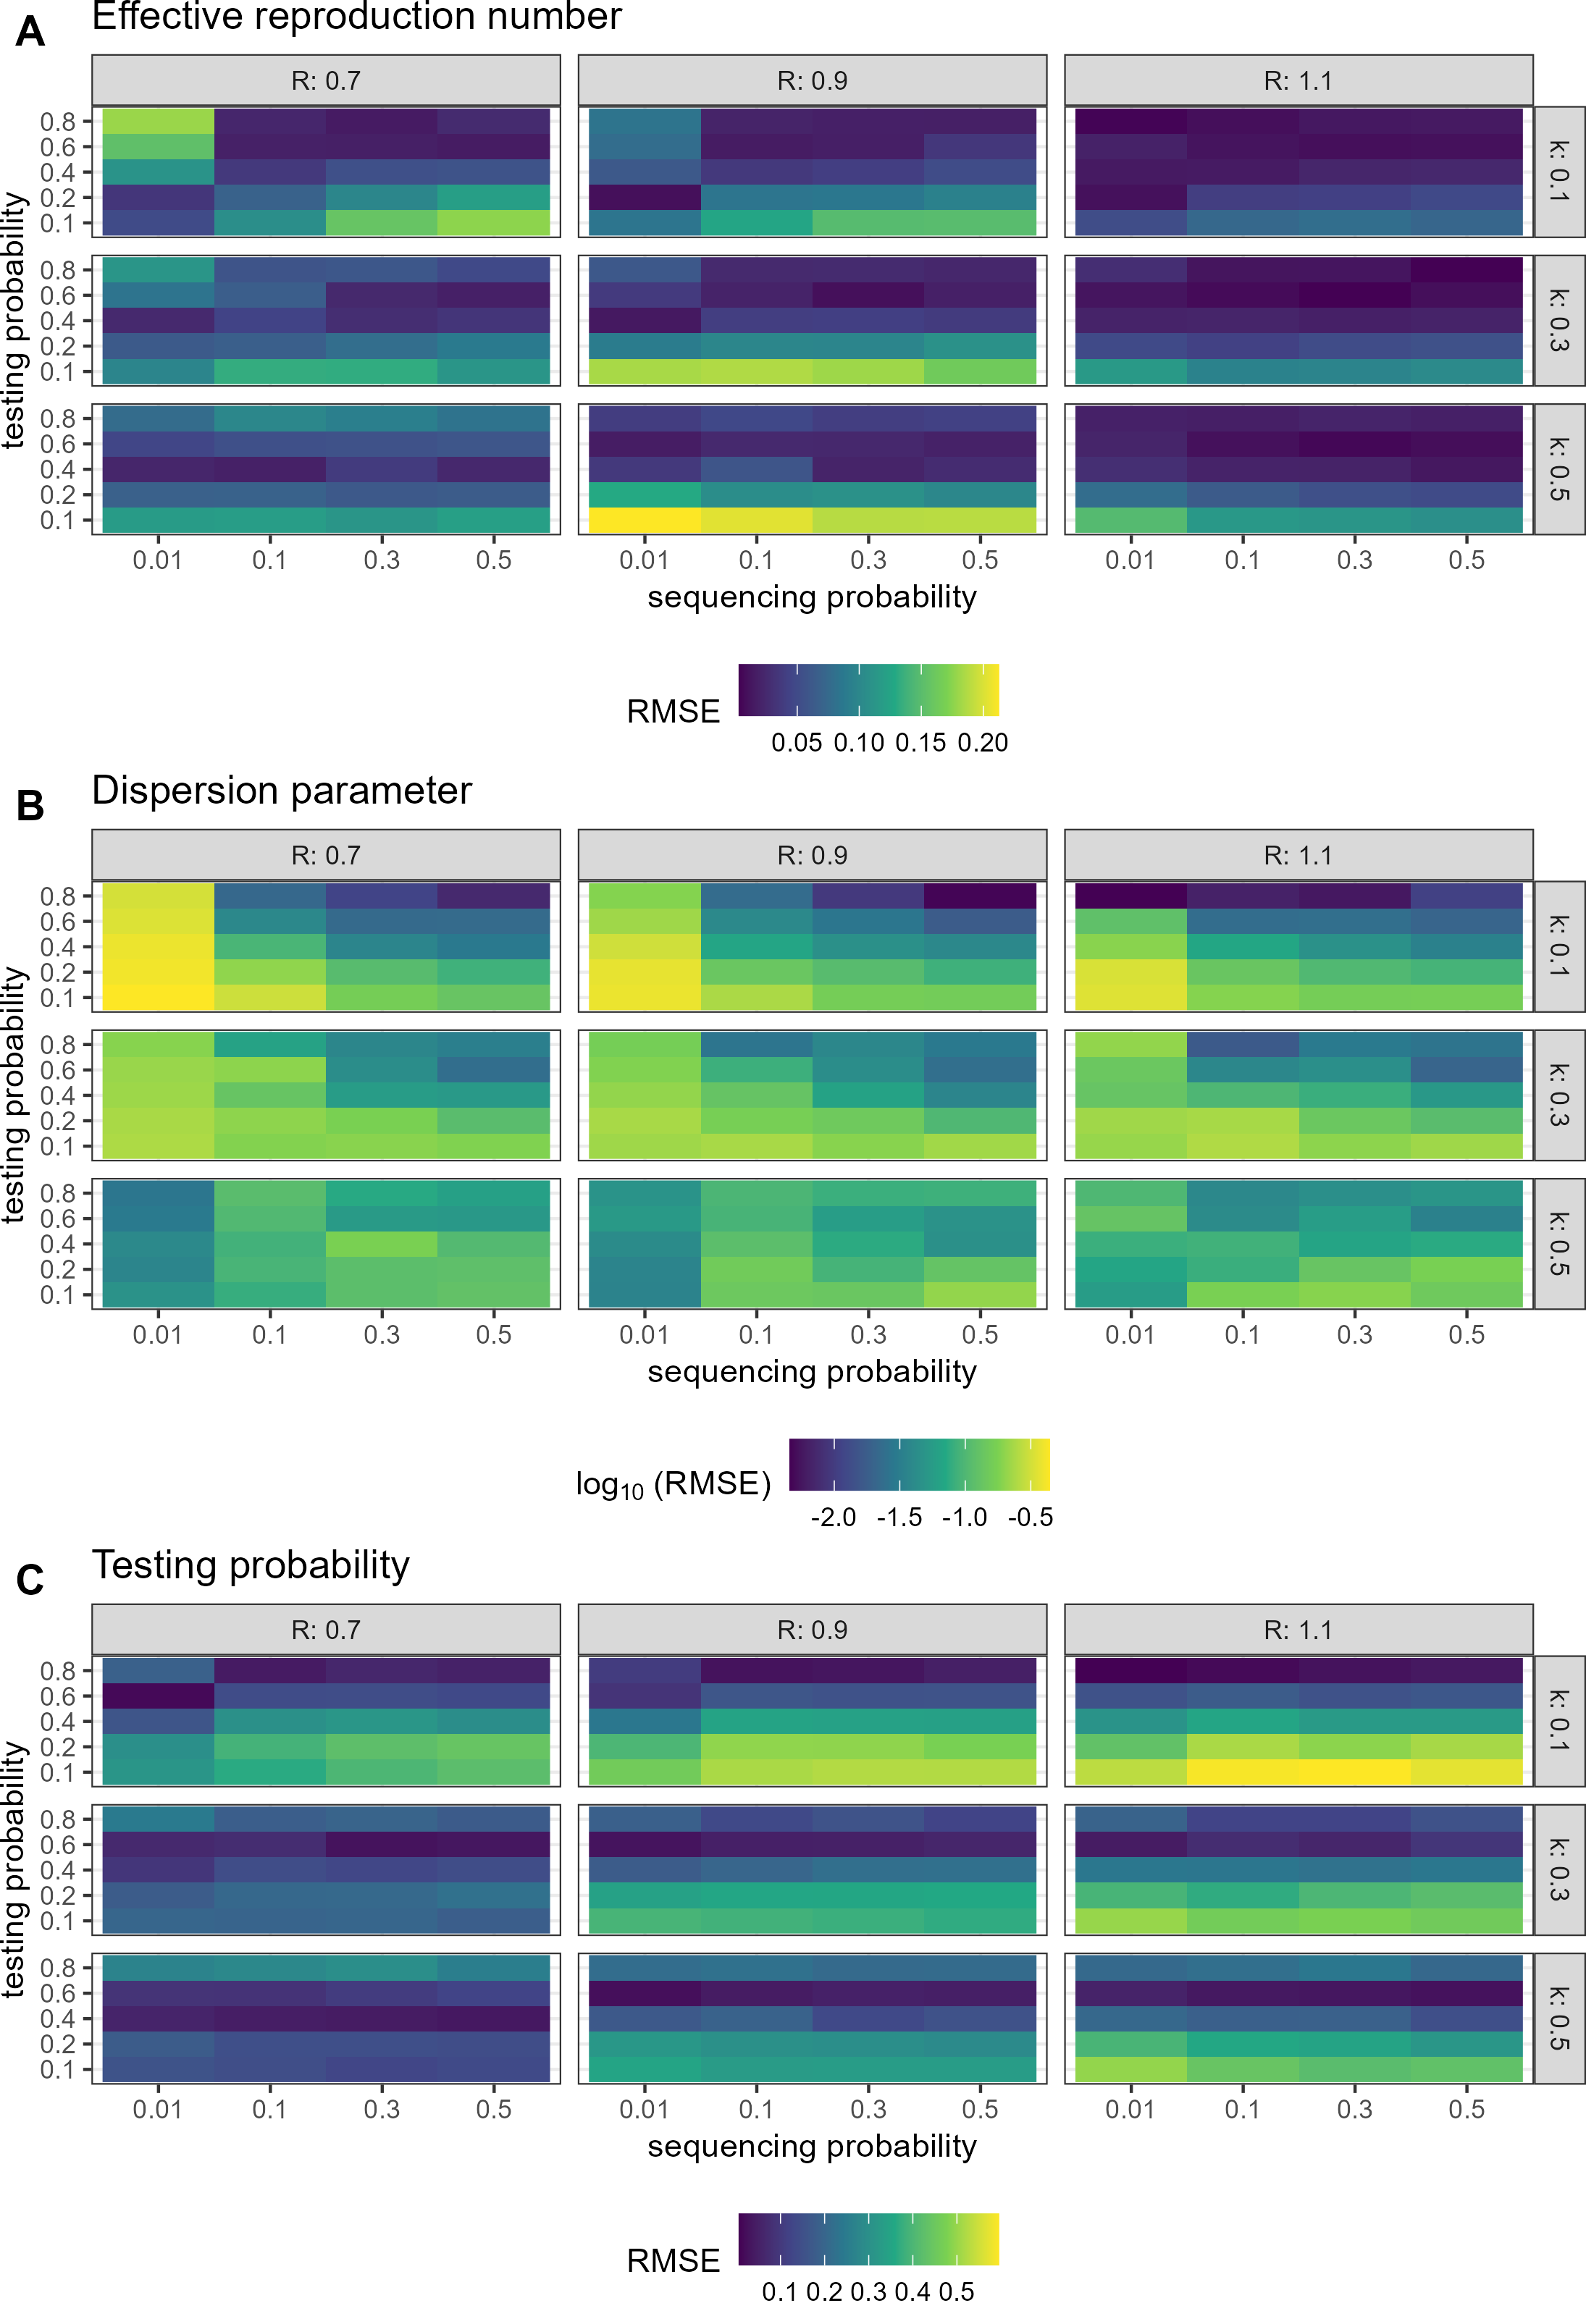 A Effective reproduction number
R: 0.7 R: 0.9 R: 1.1
testing probability
0.8
0.6
0.4
0.2
0.1
k: 0.1
testing probability
0.8
0.6
0.4
0.2
0.1
k: 0.3
0.8
0.6
0.4
0.2
0.1
k: 0.5
0.01 0.1 0.3 0.5 0.01 0.1 0.3 0.5 0.01 0.1 0.3 0.5
sequencing probability
RMSE
0.05 0.10 0.15 0.20
B Dispersion parameter
R: 0.7 R: 0.9 R: 1.1
testing probability
0.8
0.6
0.4
0.2
0.1
k: 0.1
testing probability
0.8
0.6
0.4
0.2
0.1
k: 0.3
0.8
0.6
0.4
0.2
0.1
k: 0.5
0.01 0.1 0.3 0.5 0.01 0.1 0.3 0.5 0.01 0.1 0.3 0.5
sequencing probability
log₁₀ (RMSE)
-2.0 -1.5 -1.0 -0.5
C Testing probability
R: 0.7 R: 0.9 R: 1.1
testing probability
0.8
0.6
0.4
0.2
0.1
k: 0.1
testing probability
0.8
0.6
0.4
0.2
0.1
k: 0.3
0.8
0.6
0.4
0.2
0.1
k: 0.5
0.01 0.1 0.3 0.5 0.01 0.1 0.3 0.5 0.01 0.1 0.3 0.5
sequencing probability
RMSE
0.1 0.2 0.3 0.4 0.5